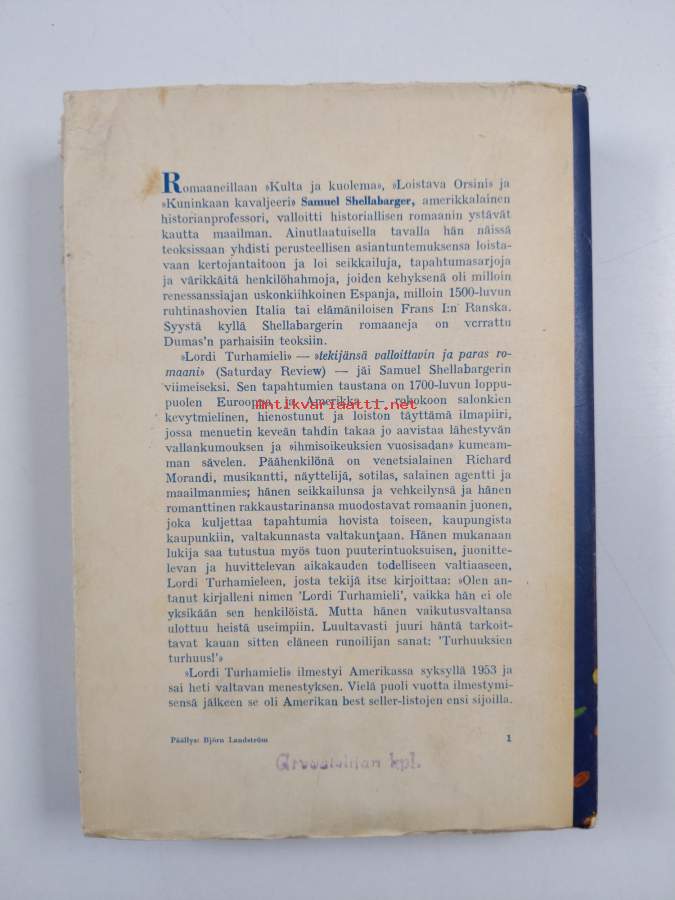 Romaaneillaan »Kulta ja kuolema», »Loistava Orsini» ja
»Kuninkaan kavaljeeri» Samuel Shellabarger, amerikkalainen
historianprofessori, valloitti historiallisen romaanin ystävät
kautta maailman. Ainutlaatuisella tavalla hän näissä
teoksissaan yhdisti perusteellisen asiantuntemuksensa loista-
vaan kertojantaitoon ja loi seikkailuja, tapahtumasarjoja
ja värikkäitä henkilöhahmoja, joiden kehyksenä oli milloin
renessanssiajan uskonkiihkoinen Espanja, milloin 1500-luvun
ruhtinashovien Italia tai elämäniloisen Frans I:n Ranska.
Syystä kyllä Shellabargerin romaaneja on verrattu
Dumas'n parhaisiin teoksiin.
»Lordi Turhamieli» — »tekijänsä valloittavin ja paras ro-
maani» (Saturday Review) — jäi Samuel Shellabargerin
viimeiseksi. Sen tapahtumien taustana on 1700-luvun loppu-
puolen Eurooppa ja Amerikka — rokokoon salonkien
antikvariaatti.net
kevytmielinen, hienostunut ja loiston täyttämä ilmapiiri,
jossa menuetin keveän tahdin takaa jo aavistaa lähestyvän
vallankumouksen ja »ihmisoikeuksien vuosisadan» kumeam-
man sävelen. Päähenkilönä on venetsialainen Richard
Morandi, musikantti, näyttelijä, sotilas, salainen agentti ja
maailmanmies; hänen seikkailunsa ja vehkeilynsä ja hänen
romanttinen rakkaustarinansa muodostavat romaanin juonen,
joka kuljettaa tapahtumia hovista toiseen, kaupungista
kaupunkiin, valtakunnasta valtakuntaan. Hänen mukanaan
lukija saa tutustua myös tuon puuterintuoksuisen, juonitte-
levan ja huvittelevan aikakauden todelliseen valtiaaseen,
Lordi Turhamieleen, josta tekijä itse kirjoittaa: »Olen an-
tanut kirjalleni nimen 'Lordi Turhamieli', vaikka hän ei ole
yksikään sen henkilöistä. Mutta hänen vaikutusvaltansa
ulottuu heistä useimpiin. Luultavasti juuri häntä tarkoit-
tavat kauan sitten eläneen runoilijan sanat: 'Turhuuksien
turhuus!'»
»Lordi Turhamieli» ilmestyi Amerikassa syksyllä 1953 ja
sai heti valtavan menestyksen. Vielä puoli vuotta ilmestymi-
sensä jälkeen se oli Amerikan best seller-listojen ensi sijoilla.
Päällys: Björn Landström
1
Arvostelijan kpl.